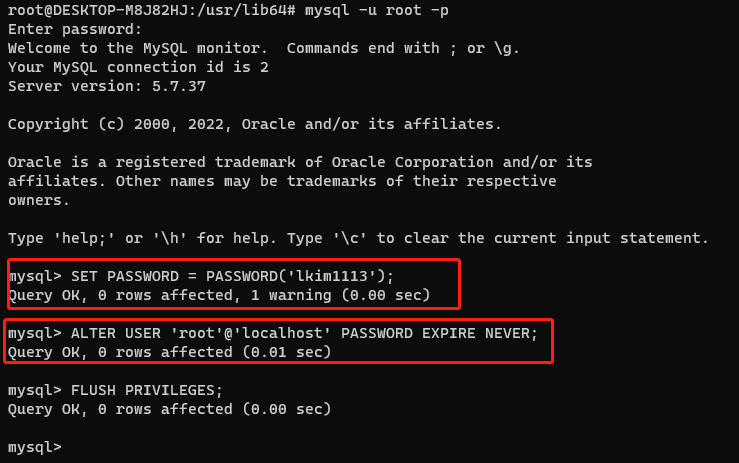 root@DESKTOP-M8J82HJ:/usr/lib64# mysql -u root -p
Enter password:
Welcome to the MySQL monitor.  Commands end with ; or \g.
Your MySQL connection id is 2
Server version: 5.7.37
Copyright (c) 2000, 2022, Oracle and/or its affiliates.
Oracle is a registered trademark of Oracle Corporation and/or its
affiliates. Other names may be trademarks of their respective
owners.
Type 'help;' or '\h' for help. Type '\c' to clear the current input statement.
mysql> SET PASSWORD = PASSWORD('lkim1113');
Query OK, 0 rows affected, 1 warning (0.00 sec)
mysql> ALTER USER 'root'@'localhost' PASSWORD EXPIRE NEVER;
Query OK, 0 rows affected (0.01 sec)
mysql> FLUSH PRIVILEGES;
Query OK, 0 rows affected (0.00 sec)
mysql>